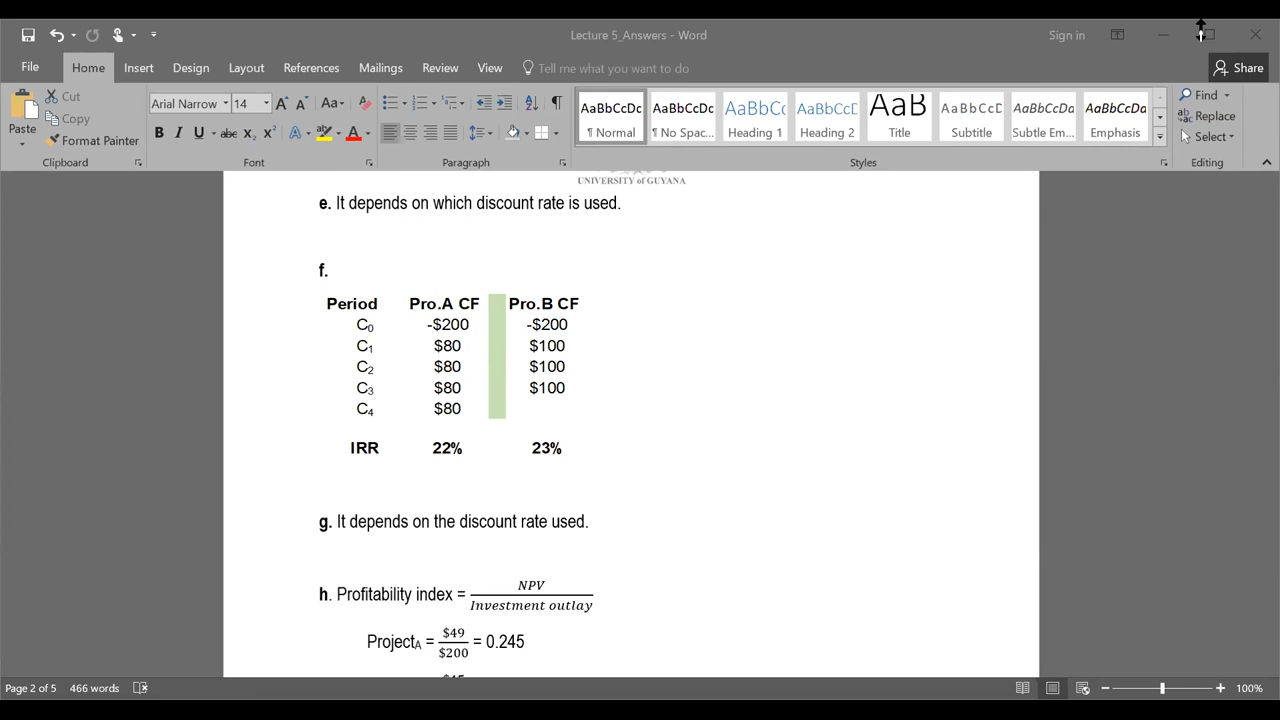 Lecture 5_Answers - Word
Sign in
File Home Insert Design Layout References Mailings Review View Tell me what you want to do
Share
Paste
Cut
Copy
Format Painter
Clipboard
Arial Narrow 14
Font
Paragraph
AaBbCcDc AaBbCcDc AaBbCc AaBbCcC AaB AaBbCcD AaBbCcDa AaBbCcDa
¶ Normal ¶ No Spac... Heading 1 Heading 2 Title Subtitle Subtle Em... Emphasis
Styles
Find
Replace
Select
Editing
UNIVERSITY of GUYANA
e. It depends on which discount rate is used.
f.
Period Pro.A CF Pro.B CF
C0 -$200 -$200
C1 $80 $100
C2 $80 $100
C3 $80 $100
C4 $80
IRR 22% 23%
g. It depends on the discount rate used.
h. Profitability index = NPV / Investment outlay
ProjectA = $49 / $200 = 0.245
Page 2 of 5 466 words
100%